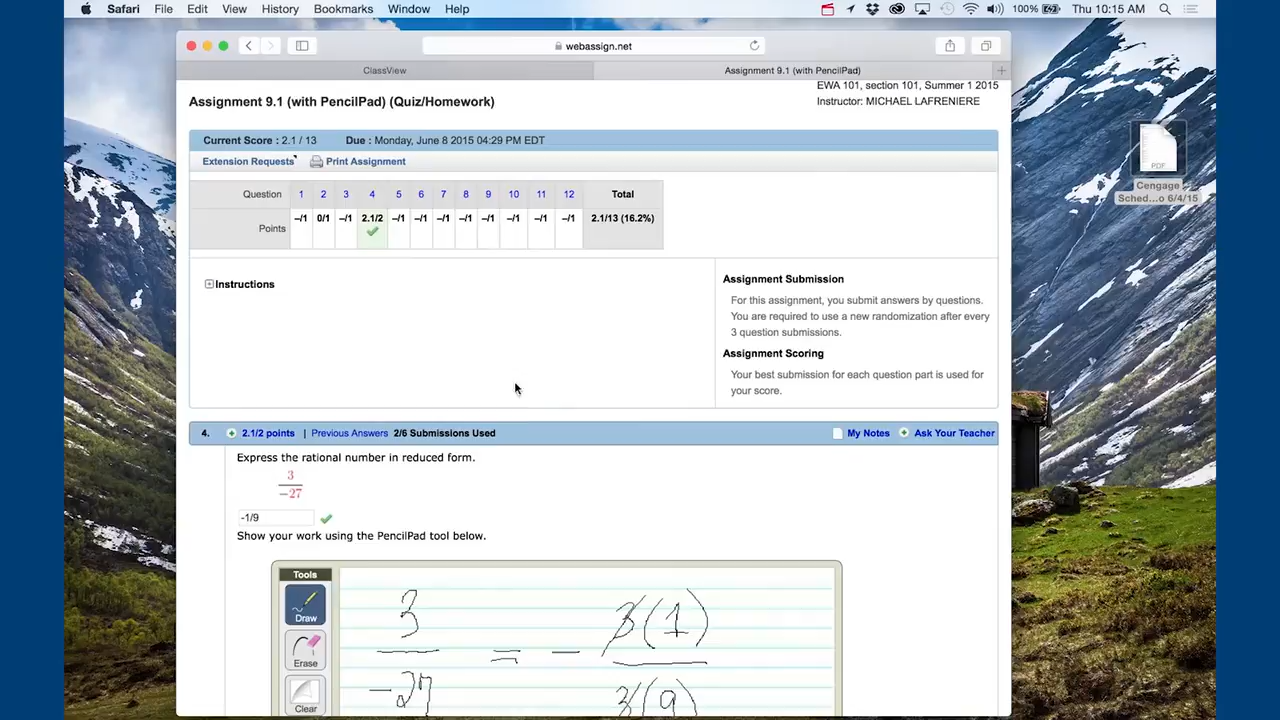 Safari File Edit View History Bookmarks Window Help 100% Thu 10:15 AM
webassign.net
ClassView Assignment 9.1 (with PencilPad)
EWA 101, section 101, Summer 1 2015
Assignment 9.1 (with PencilPad) (Quiz/Homework)
Instructor: MICHAEL LAFRENIERE
Current Score : 2.1 / 13 Due : Monday, June 8 2015 04:29 PM EDT
Extension Requests Print Assignment
Question 1 2 3 4 5 6 7 8 9 10 11 12 Total
Points –/1 0/1 –/1 2.1/2 –/1 –/1 –/1 –/1 –/1 –/1 –/1 –/1 2.1/13 (16.2%)
Instructions
Assignment Submission
For this assignment, you submit answers by questions.
You are required to use a new randomization after every
3 question submissions.
Assignment Scoring
Your best submission for each question part is used for
your score.
4. 2.1/2 points | Previous Answers 2/6 Submissions Used My Notes Ask Your Teacher
Express the rational number in reduced form.
3
−27
-1/9
Show your work using the PencilPad tool below.
Tools
Draw
Erase
Clear
3 = − 3(1)
−27 3(9)
PDF
Cengage
Sched...o 6/4/15